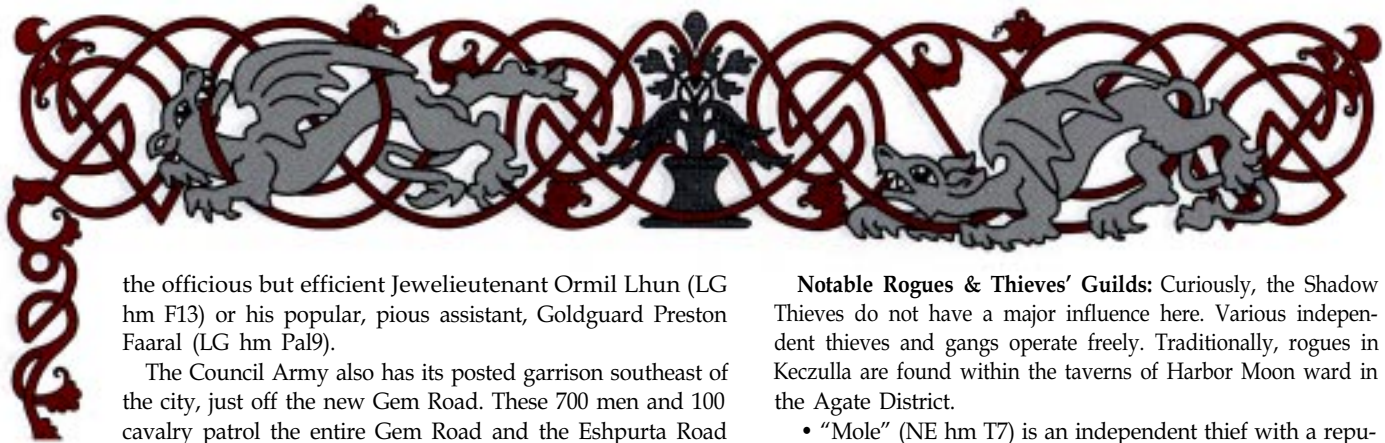 the officious but efficient Jewelieutenant Ormil Lhun (LG
hm F13) or his popular, pious assistant, Goldguard Preston
Faaral (LG hm Pal9).
The Council Army also has its posted garrison southeast of
the city, just off the new Gem Road. These 700 men and 100
cavalry patrol the entire Gem Road and the Eshpurta Road
Notable Rogues & Thieves' Guilds: Curiously, the Shadow
Thieves do not have a major influence here. Various indepen-
dent thieves and gangs operate freely. Traditionally, rogues in
Keczulla are found within the taverns of Harbor Moon ward in
the Agate District.
• “Mole” (NE hm T7) is an independent thief with a repu-